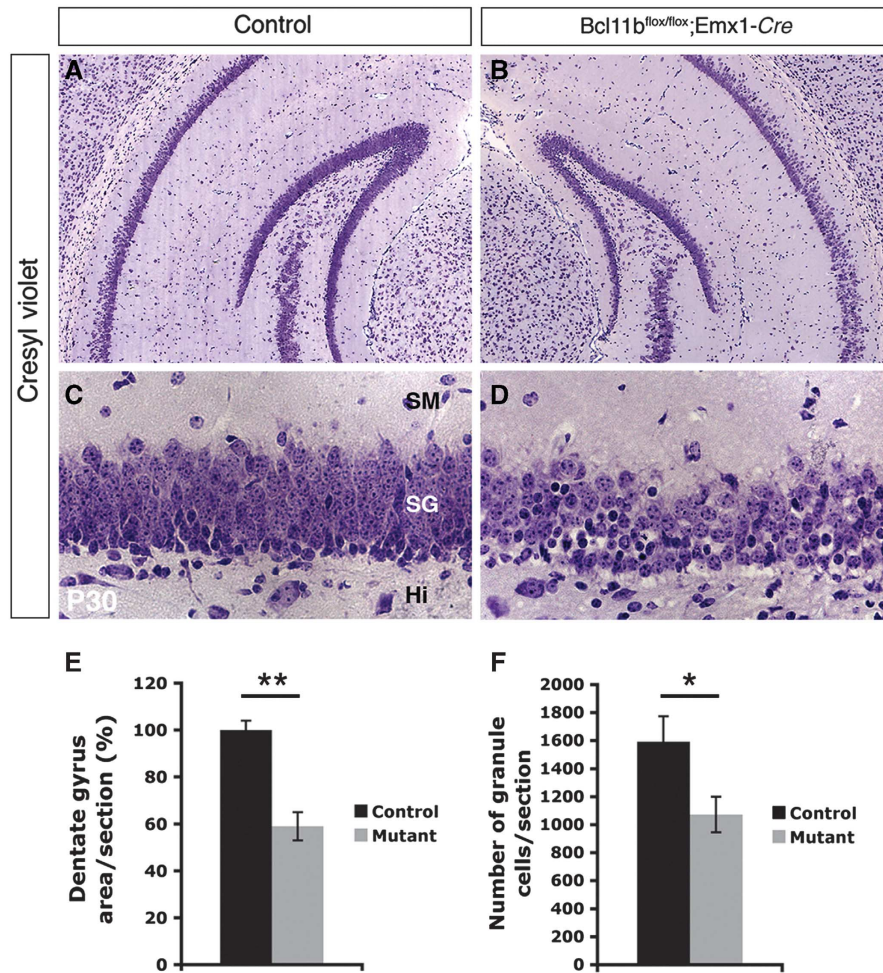 Control
Bcl11bflox/flox;Emx1-Cre
Cresyl violet
A
B
C
SM
SG
Hi
P30
D
E
**
Dentate gyrus
area/section (%)
120
100
80
60
40
20
0
Control
Mutant
F
*
Number of granule
cells/section
2000
1800
1600
1400
1200
1000
800
600
400
200
0
Control
Mutant